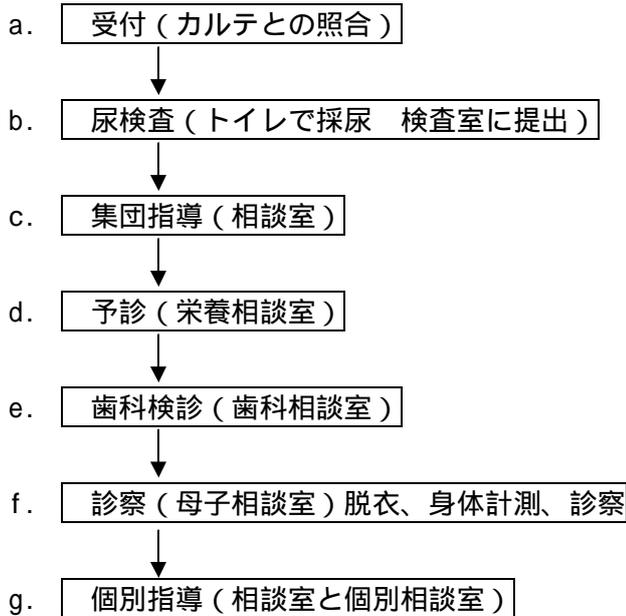 a. 受付（カルテとの照合）
b. 尿検査（トイレで採尿　検査室に提出）
c. 集団指導（相談室）
d. 予診（栄養相談室）
e. 歯科検診（歯科相談室）
f. 診察（母子相談室）脱衣、身体計測、診察
g. 個別指導（相談室と個別相談室）